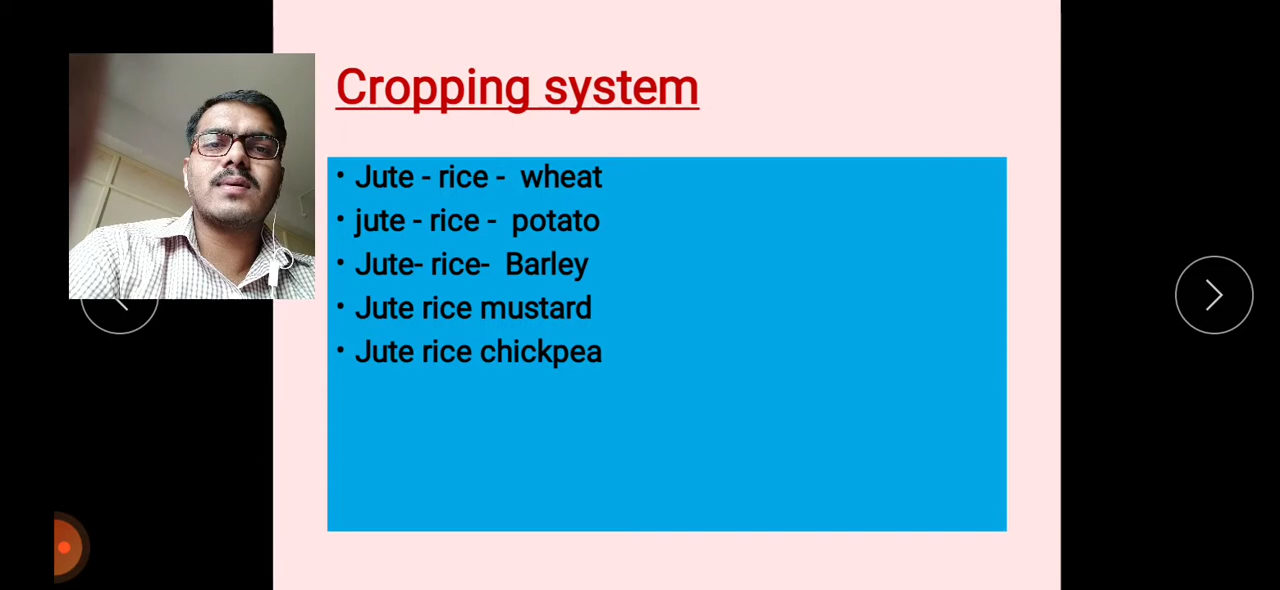 Cropping system
• Jute - rice -  wheat
• jute - rice -  potato
• Jute- rice-  Barley
• Jute rice mustard
• Jute rice chickpea